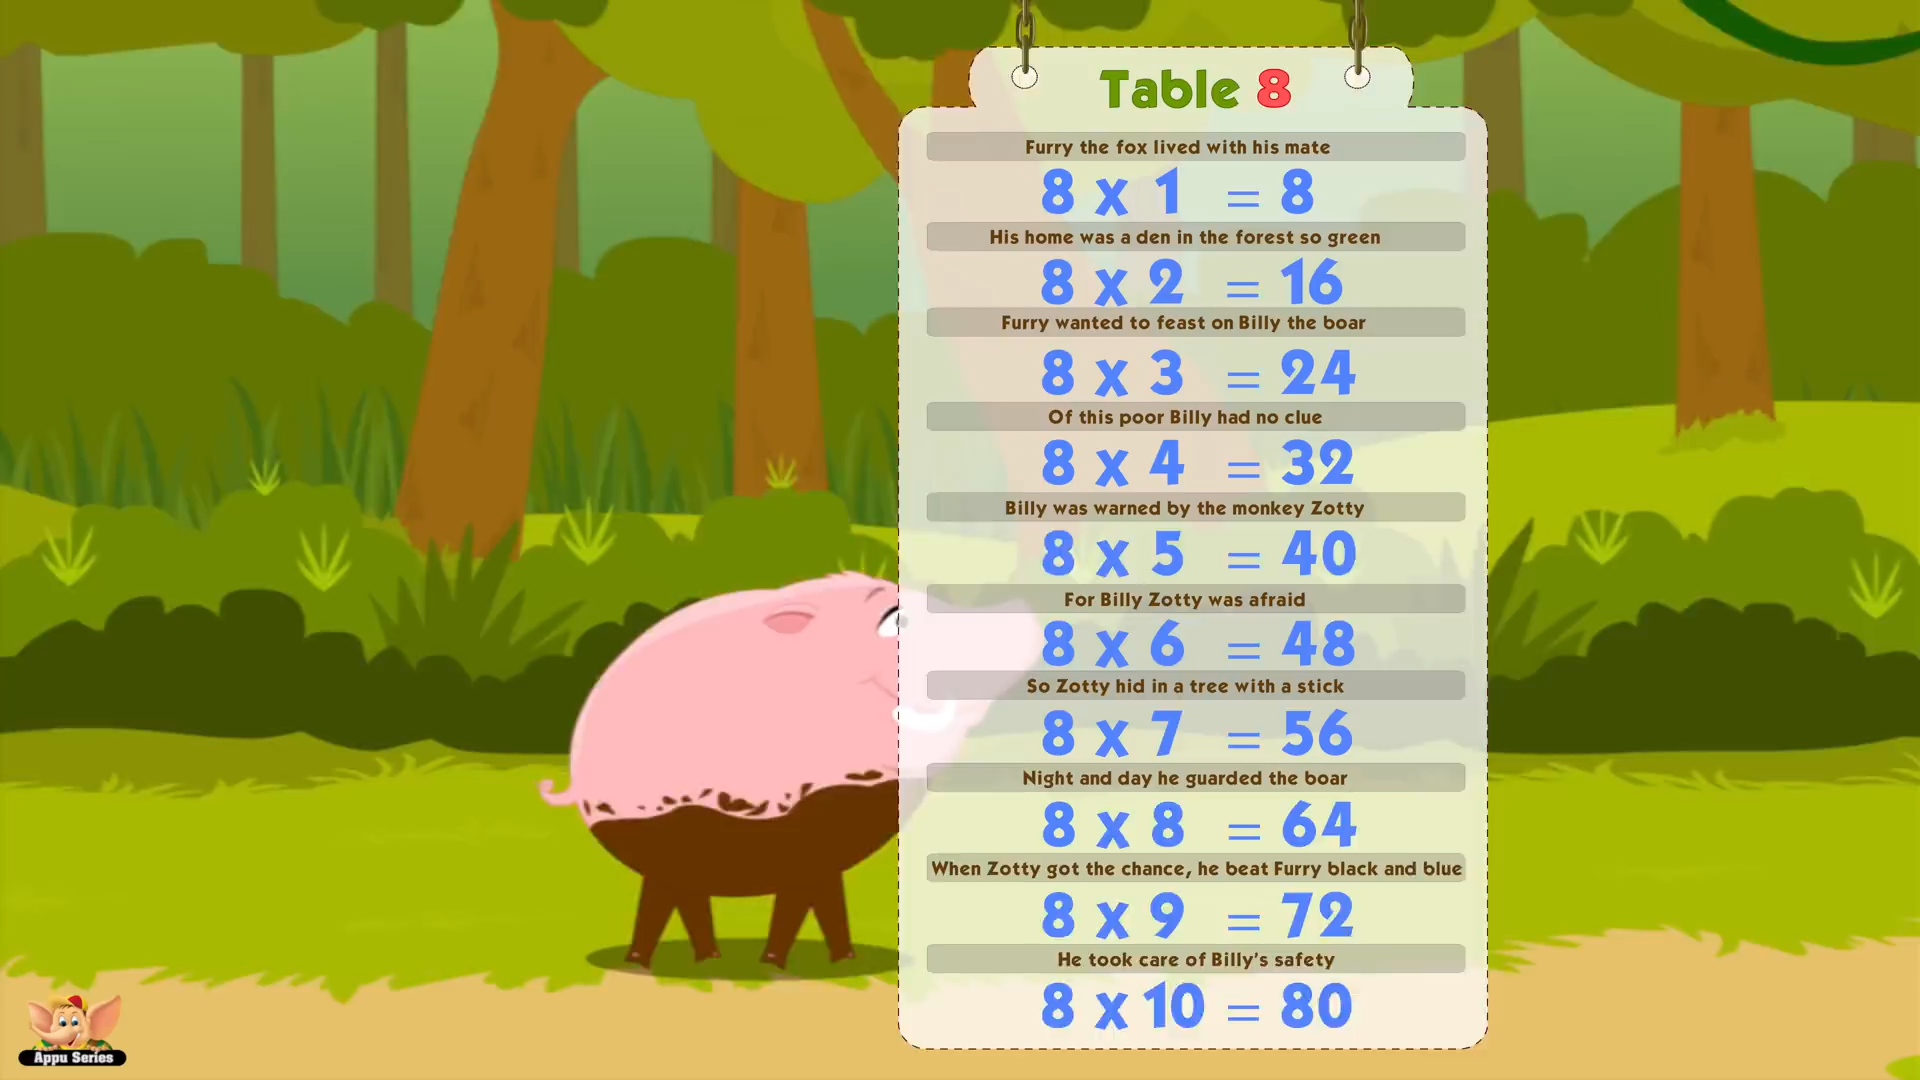 Table 8
Furry the fox lived with his mate
8 x 1 = 8
His home was a den in the forest so green
8 x 2 = 16
Furry wanted to feast on Billy the boar
8 x 3 = 24
Of this poor Billy had no clue
8 x 4 = 32
Billy was warned by the monkey Zotty
8 x 5 = 40
For Billy Zotty was afraid
8 x 6 = 48
So Zotty hid in a tree with a stick
8 x 7 = 56
Night and day he guarded the boar
8 x 8 = 64
When Zotty got the chance, he beat Furry black and blue
8 x 9 = 72
He took care of Billy's safety
8 x 10 = 80
Appu Series